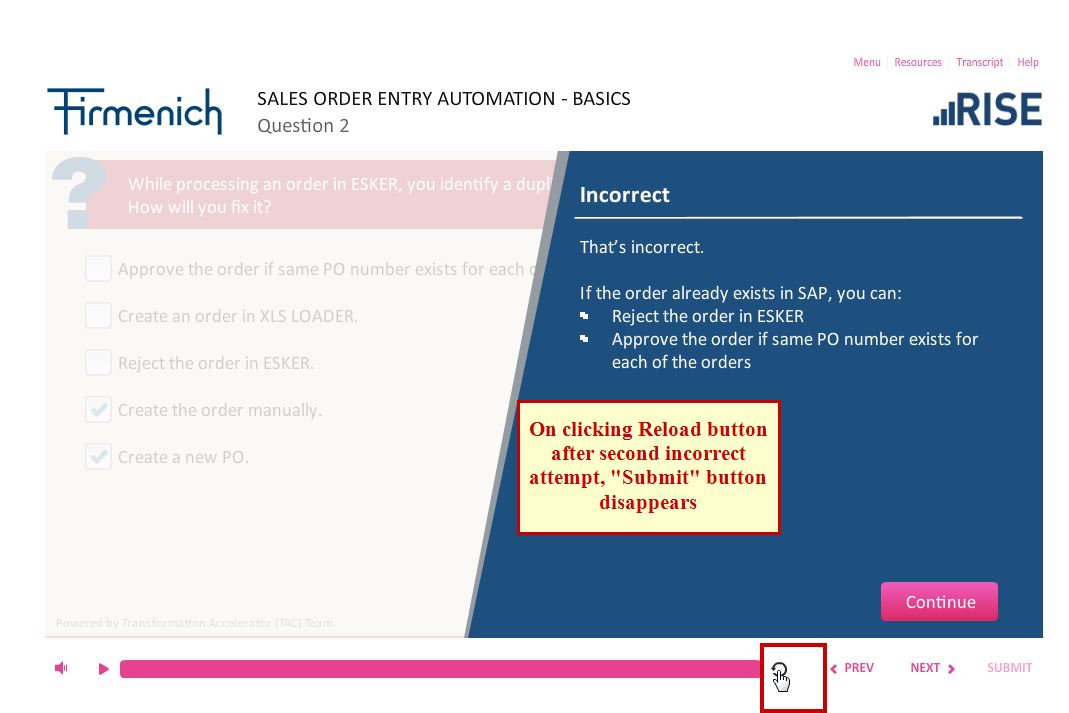 Menu Resources Transcript Help
Firmenich
SALES ORDER ENTRY AUTOMATION - BASICS
Question 2
RISE
?
While processing an order in ESKER, you identify a dupli
How will you fix it?
Approve the order if same PO number exists for each o
Create an order in XLS LOADER.
Reject the order in ESKER.
Create the order manually.
Create a new PO.
Incorrect
That's incorrect.
If the order already exists in SAP, you can:
Reject the order in ESKER
Approve the order if same PO number exists for
each of the orders
On clicking Reload button
after second incorrect
attempt, "Submit" button
disappears
Continue
Powered by Transformation Accelerator (TAC) Team
PREV NEXT SUBMIT